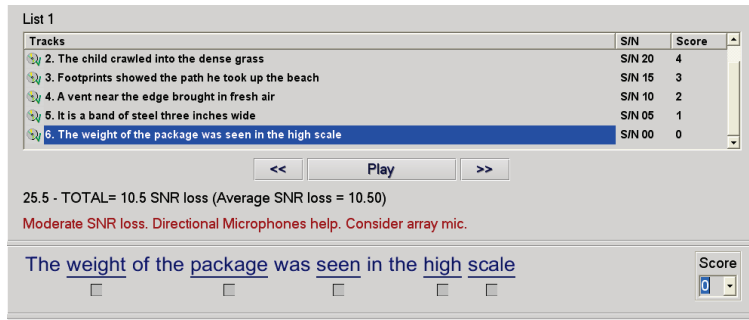 List 1
Tracks S/N Score
2. The child crawled into the dense grass S/N 20 4
3. Footprints showed the path he took up the beach S/N 15 3
4. A vent near the edge brought in fresh air S/N 10 2
5. It is a band of steel three inches wide S/N 05 1
6. The weight of the package was seen in the high scale S/N 00 0
<< Play >>
25.5 - TOTAL= 10.5 SNR loss (Average SNR loss = 10.50)
Moderate SNR loss. Directional Microphones help. Consider array mic.
The weight of the package was seen in the high scale
Score
0